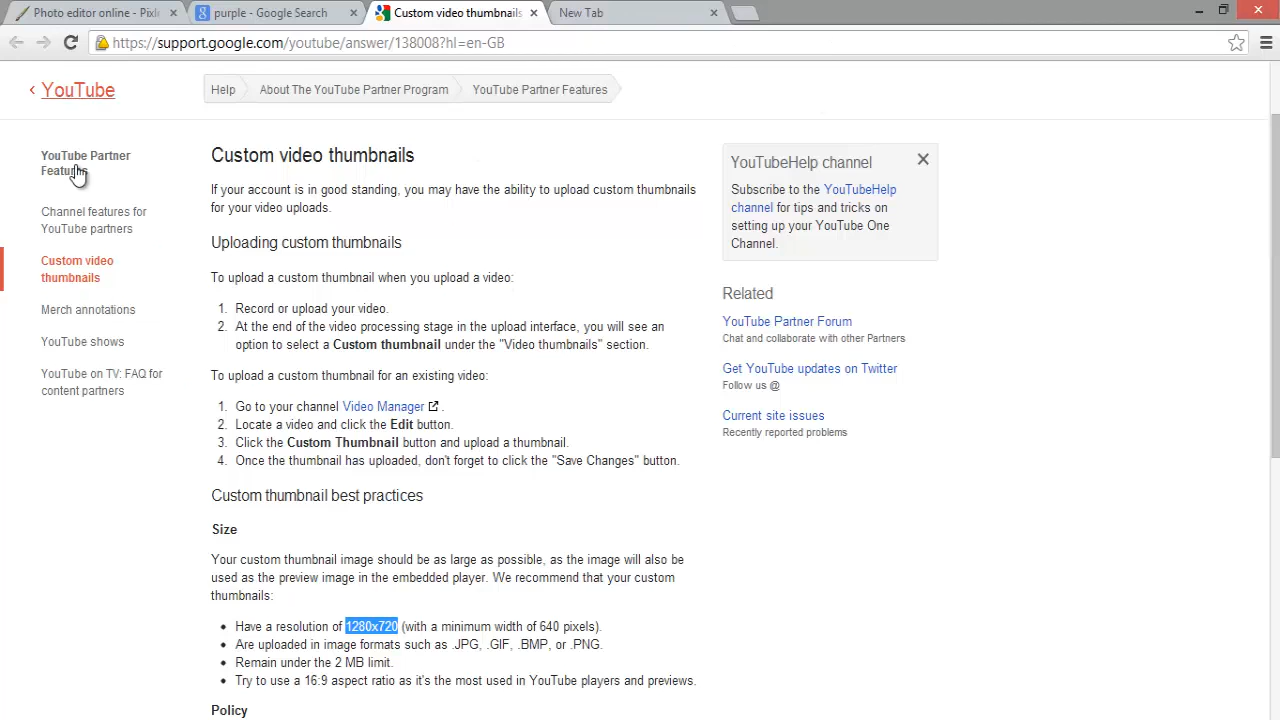 Photo editor online - Pixl
purple - Google Search
Custom video thumbnails
New Tab
https://support.google.com/youtube/answer/138008?hl=en-GB
YouTube
Help
About The YouTube Partner Program
YouTube Partner Features
YouTube Partner
Features
Channel features for
YouTube partners
Custom video
thumbnails
Merch annotations
YouTube shows
YouTube on TV: FAQ for
content partners
Custom video thumbnails
If your account is in good standing, you may have the ability to upload custom thumbnails
for your video uploads.
Uploading custom thumbnails
To upload a custom thumbnail when you upload a video:
1. Record or upload your video.
2. At the end of the video processing stage in the upload interface, you will see an
option to select a Custom thumbnail under the "Video thumbnails" section.
To upload a custom thumbnail for an existing video:
1. Go to your channel Video Manager .
2. Locate a video and click the Edit button.
3. Click the Custom Thumbnail button and upload a thumbnail.
4. Once the thumbnail has uploaded, don't forget to click the "Save Changes" button.
Custom thumbnail best practices
Size
Your custom thumbnail image should be as large as possible, as the image will also be
used as the preview image in the embedded player. We recommend that your custom
thumbnails:
• Have a resolution of 1280x720 (with a minimum width of 640 pixels).
• Are uploaded in image formats such as .JPG, .GIF, .BMP, or .PNG.
• Remain under the 2 MB limit.
• Try to use a 16:9 aspect ratio as it's the most used in YouTube players and previews.
Policy
YouTubeHelp channel
Subscribe to the YouTubeHelp
channel for tips and tricks on
setting up your YouTube One
Channel.
Related
YouTube Partner Forum
Chat and collaborate with other Partners
Get YouTube updates on Twitter
Follow us @
Current site issues
Recently reported problems